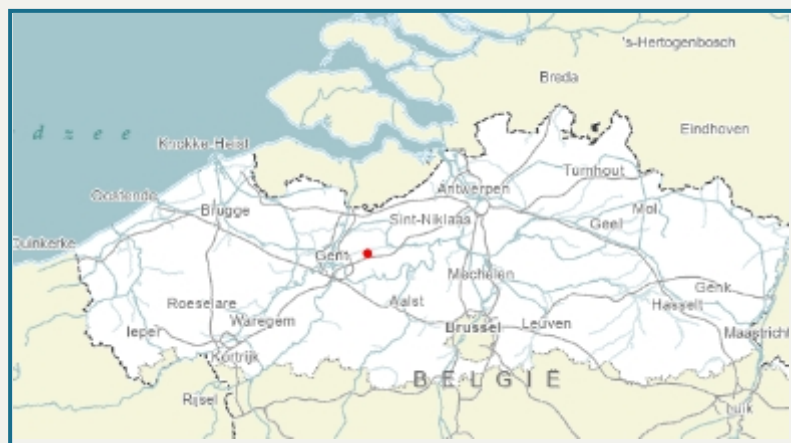 's-Hertogenbosch
Breda
d z e e
Eindhoven
Knokke-Heist
Turnhout
Antwerpen
Oostende
Mol
Brugge
Sint-Niklaas
Geel
Duinkerke
Gent
Mechelen
Genk
Roeselare
Aalst
Hasselt
Ieper
Waregem
Brussel
Leuven
Maastricht
Kortrijk
BELGIË
Rijsel
Luik